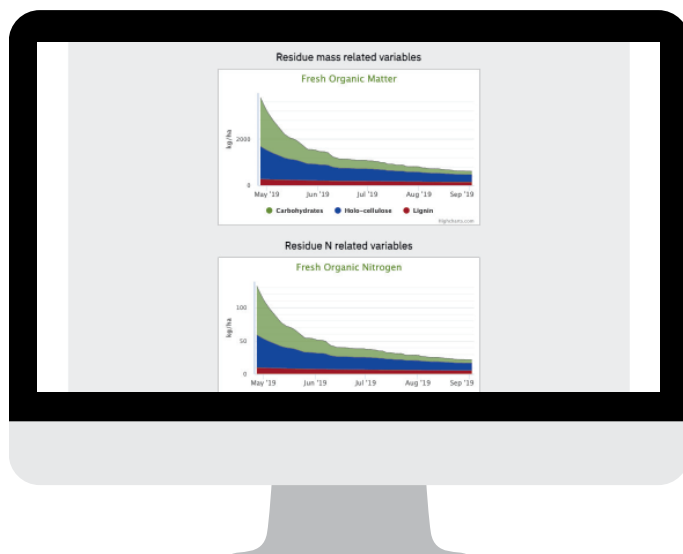 Residue mass related variables
Fresh Organic Matter
kg/ha
2000
0
May '19 Jun '19 Jul '19 Aug '19 Sep '19
Carbohydrates Holo-cellulose Lignin
Highcharts.com
Residue N related variables
Fresh Organic Nitrogen
kg/ha
100
50
0
May '19 Jun '19 Jul '19 Aug '19 Sep '19